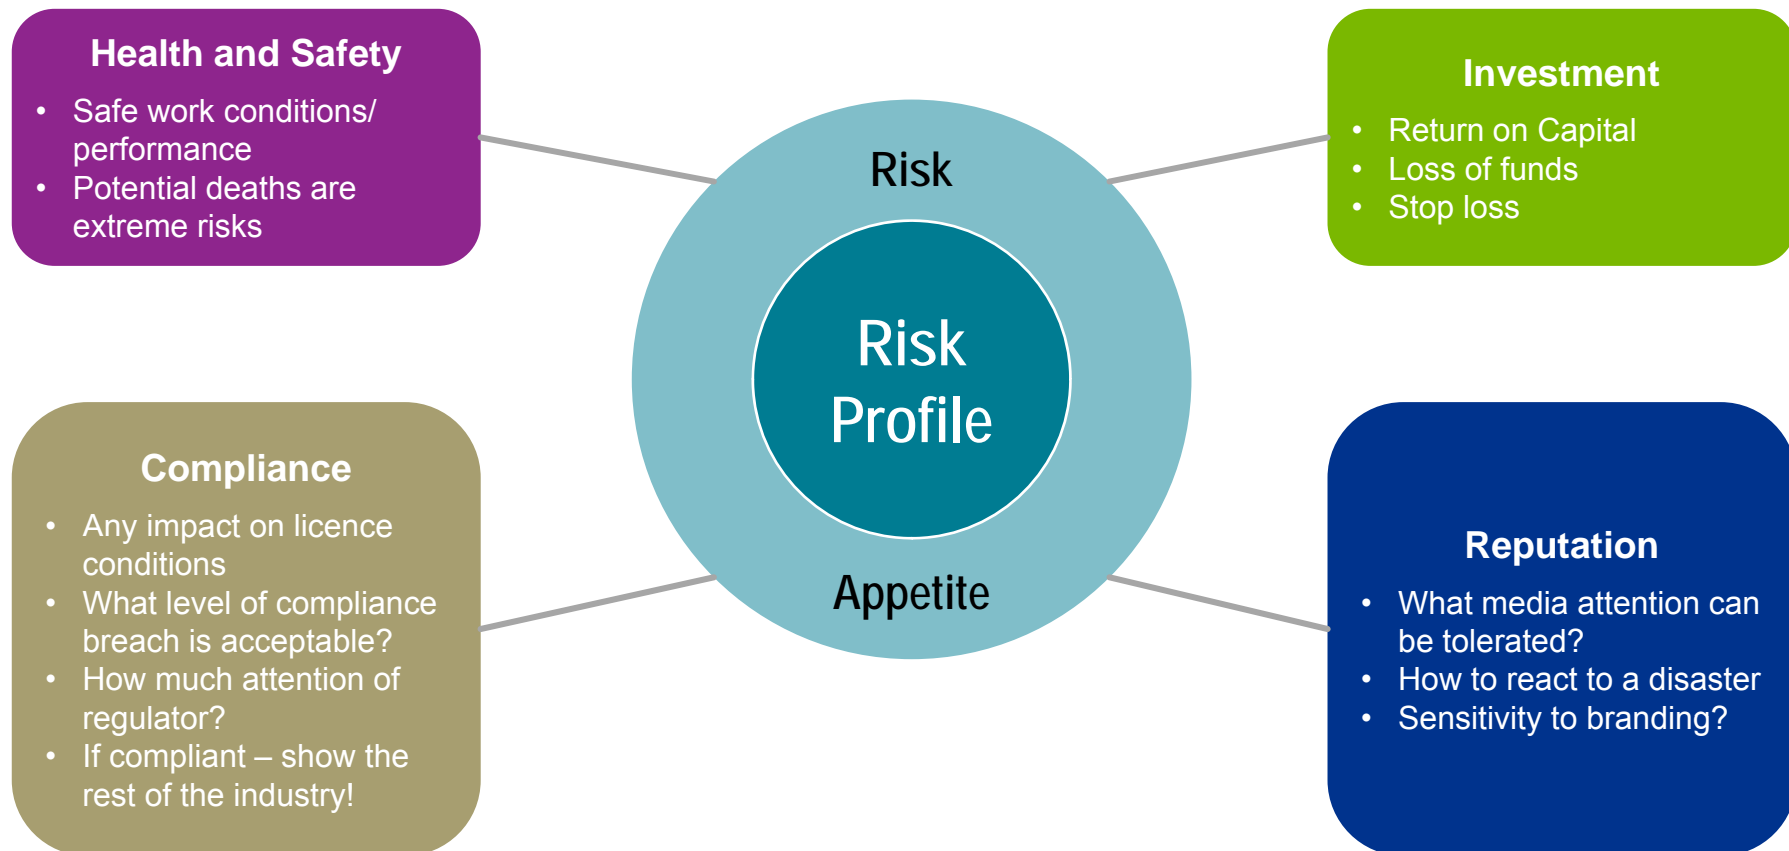 Health and Safety
• Safe work conditions/
performance
• Potential deaths are
extreme risks
Investment
• Return on Capital
• Loss of funds
• Stop loss
Risk
Risk
Profile
Appetite
Compliance
• Any impact on licence
conditions
• What level of compliance
breach is acceptable?
• How much attention of
regulator?
• If compliant – show the
rest of the industry!
Reputation
• What media attention can
be tolerated?
• How to react to a disaster
• Sensitivity to branding?